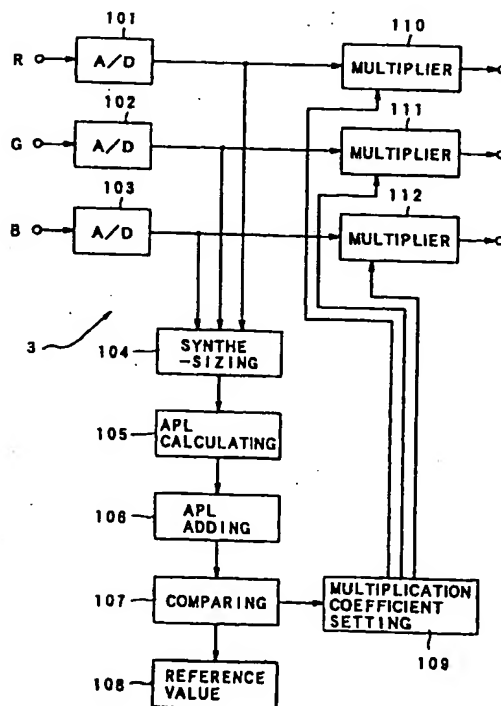 101
110
R
A/D
MULTIPLIER
102
111
G
A/D
MULTIPLIER
103
112
B
A/D
MULTIPLIER
3
104
SYNTHE
-SIZING
105
APL
CALCULATING
106
APL
ADDING
107
COMPARING
MULTIPLICATION
COEFFICIENT
SETTING
109
108
REFERENCE
VALUE